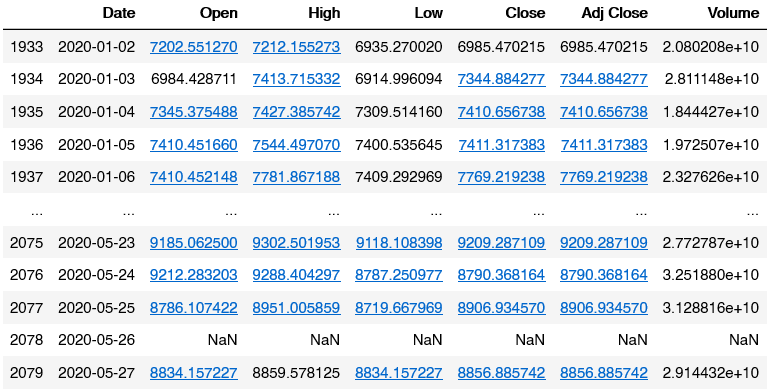 Date Open High Low Close Adj Close Volume
1933 2020-01-02 7202.551270 7212.155273 6935.270020 6985.470215 6985.470215 2.080208e+10
1934 2020-01-03 6984.428711 7413.715332 6914.996094 7344.884277 7344.884277 2.811148e+10
1935 2020-01-04 7345.375488 7427.385742 7309.514160 7410.656738 7410.656738 1.844427e+10
1936 2020-01-05 7410.451660 7544.497070 7400.535645 7411.317383 7411.317383 1.972507e+10
1937 2020-01-06 7410.452148 7781.867188 7409.292969 7769.219238 7769.219238 2.327626e+10
... ... ... ... ... ... ... ...
2075 2020-05-23 9185.062500 9302.501953 9118.108398 9209.287109 9209.287109 2.772787e+10
2076 2020-05-24 9212.283203 9288.404297 8787.250977 8790.368164 8790.368164 3.251880e+10
2077 2020-05-25 8786.107422 8951.005859 8719.667969 8906.934570 8906.934570 3.128816e+10
2078 2020-05-26 NaN NaN NaN NaN NaN NaN
2079 2020-05-27 8834.157227 8859.578125 8834.157227 8856.885742 8856.885742 2.914432e+10